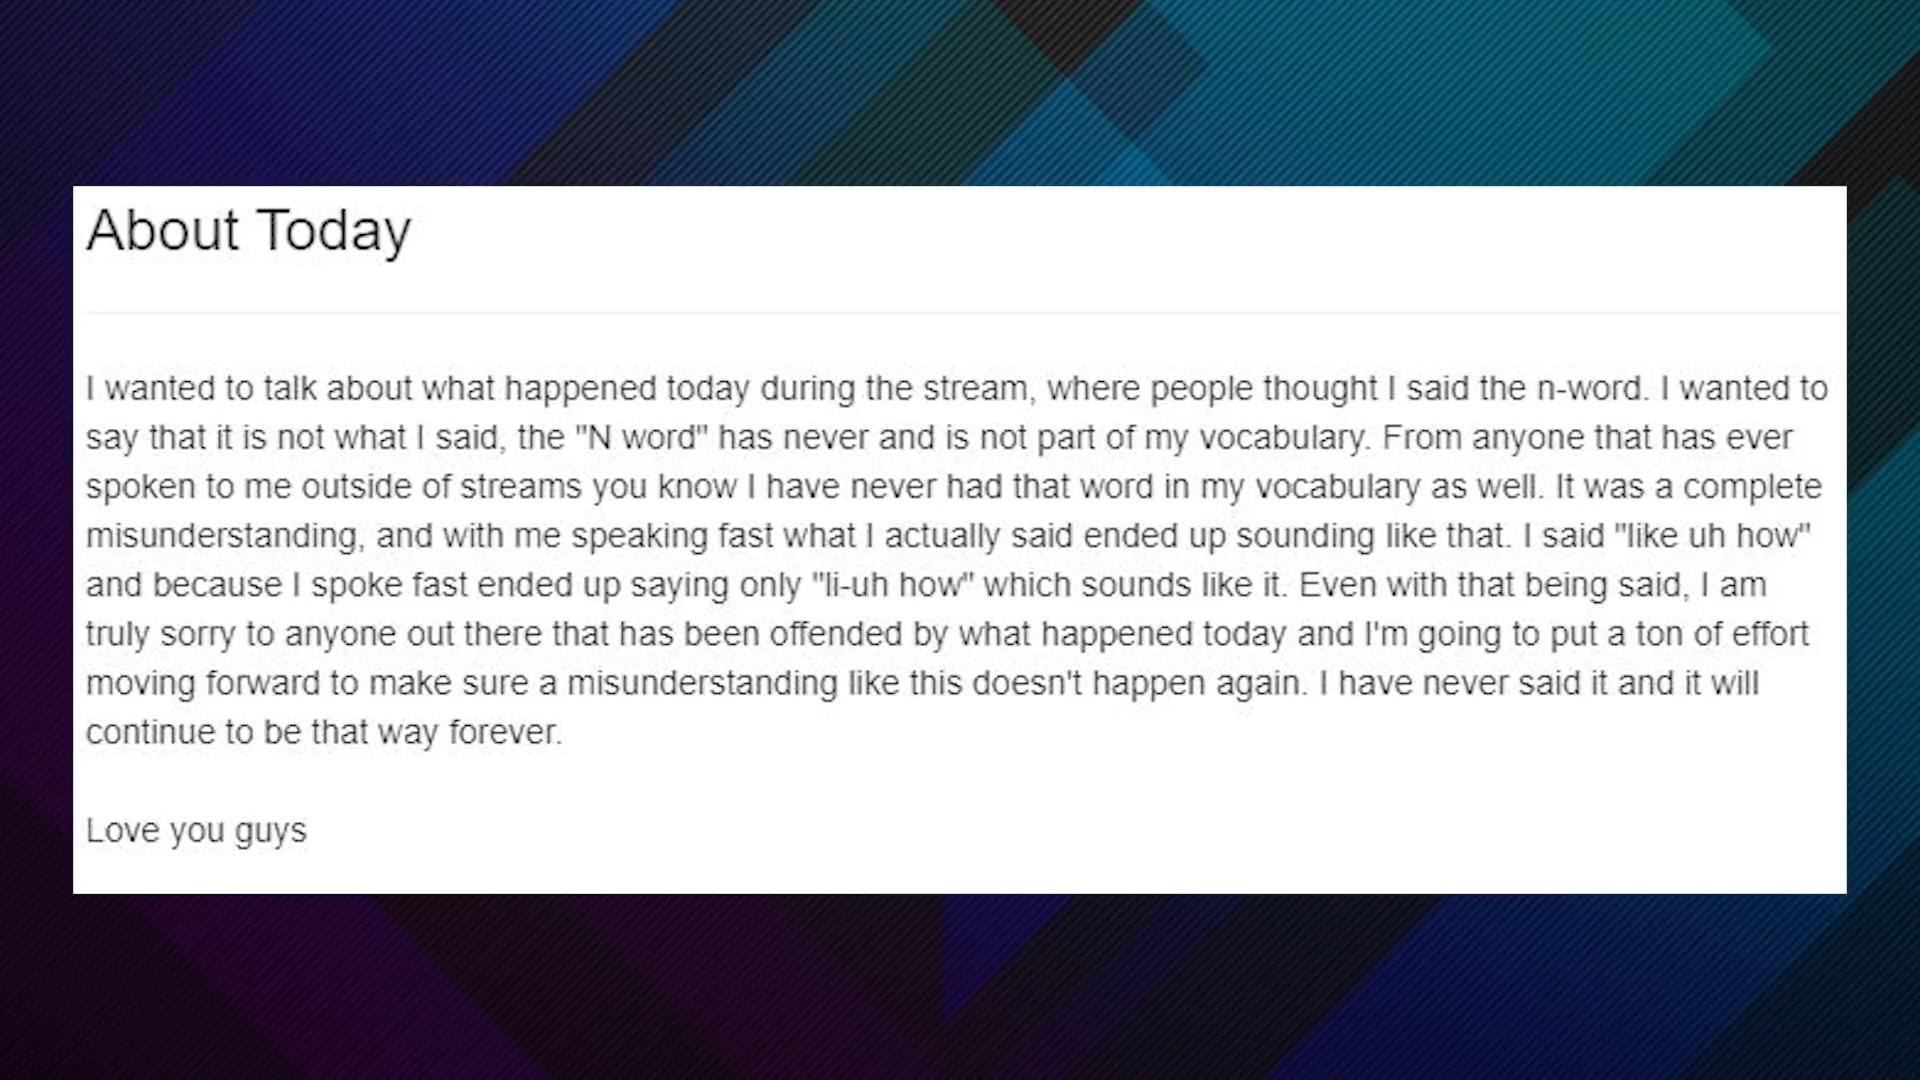 About Today
I wanted to talk about what happened today during the stream, where people thought I said the n-word. I wanted to
say that it is not what I said, the "N word" has never and is not part of my vocabulary. From anyone that has ever
spoken to me outside of streams you know I have never had that word in my vocabulary as well. It was a complete
misunderstanding, and with me speaking fast what I actually said ended up sounding like that. I said "like uh how"
and because I spoke fast ended up saying only "li-uh how" which sounds like it. Even with that being said, I am
truly sorry to anyone out there that has been offended by what happened today and I'm going to put a ton of effort
moving forward to make sure a misunderstanding like this doesn't happen again. I have never said it and it will
continue to be that way forever.
Love you guys